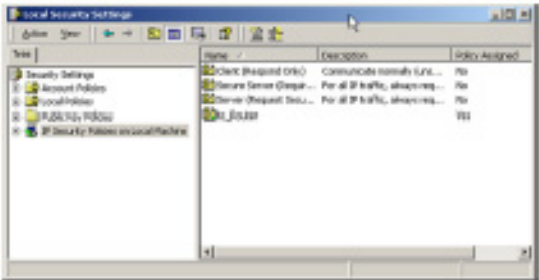 Local Security Settings
Action View
Tree
Name Description Policy Assigned
Security Settings
Account Policies
Local Policies
Public Key Policies
IP Security Policies on Local Machine
Client (Respond Only) Communicate normally (uns... No
Secure Server (Requir... For all IP traffic, always req... No
Server (Request Secu... For all IP traffic, always req... No
Yes